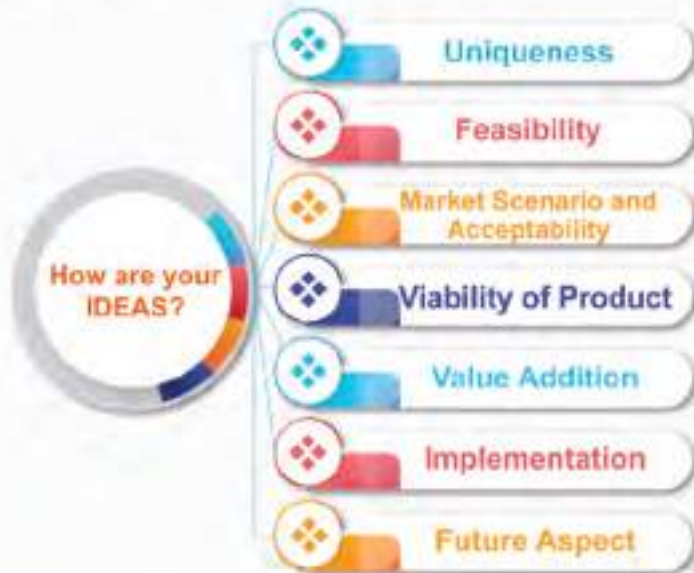 How are your
IDEAS?
Uniqueness
Feasibility
Market Scenario and
Acceptability
Viability of Product
Value Addition
Implementation
Future Aspect